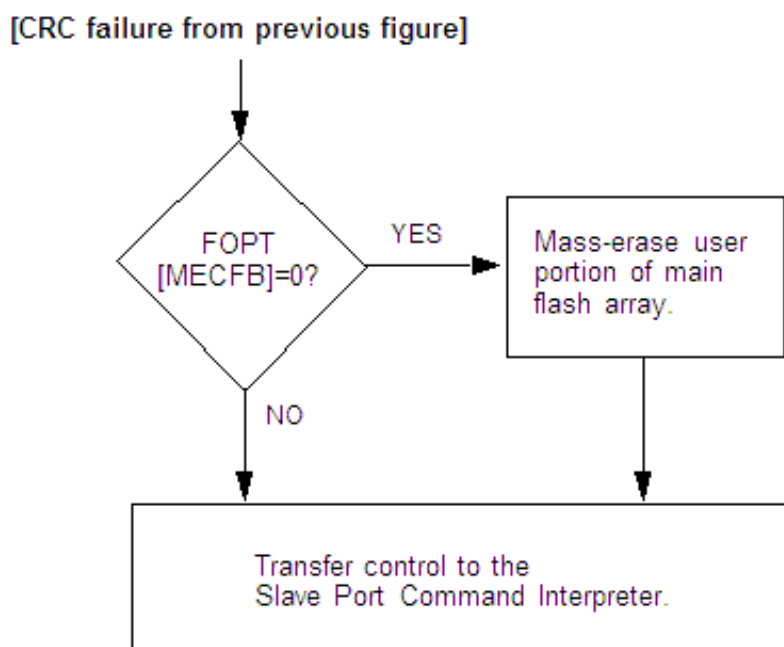 [CRC failure from previous figure]
FOPT
[MECFB]=0?
YES
Mass-erase user
portion of main
flash array.
NO
Transfer control to the
Slave Port Command Interpreter.